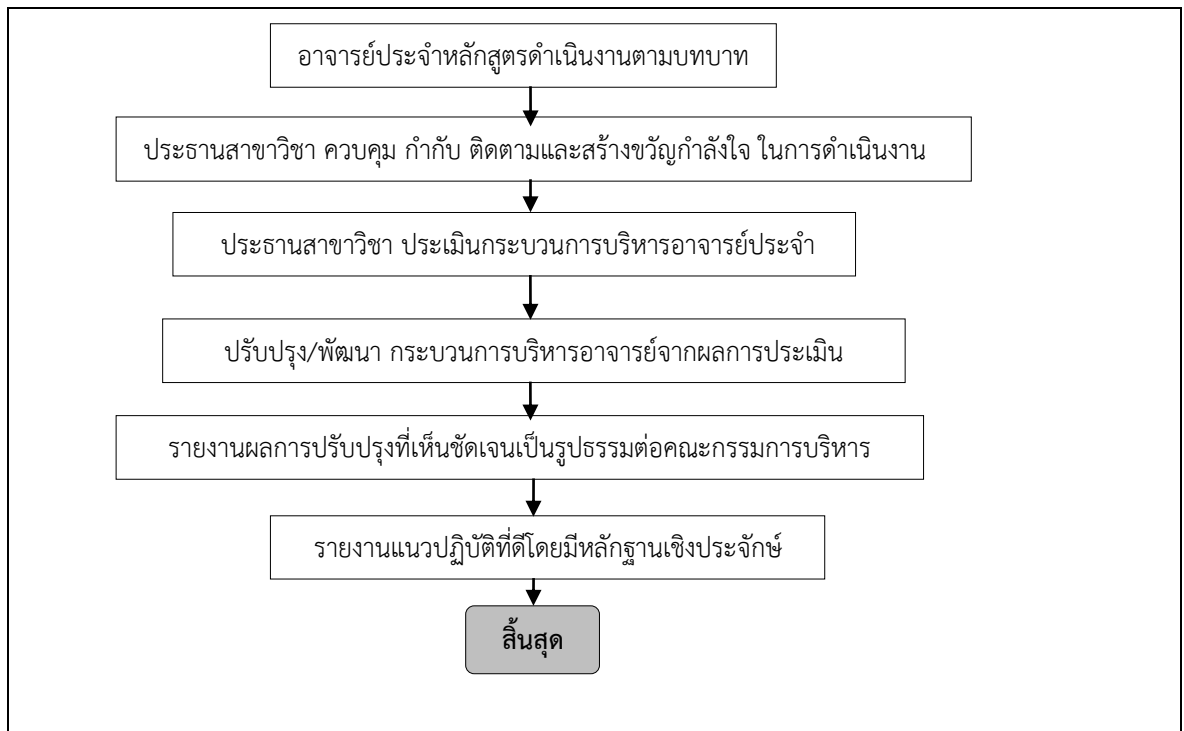 อาจารย์ประจำหลักสูตรดำเนินงานตามบทบาท
ประธานสาขาวิชา ควบคุม กำกับ ติดตามและสร้างขวัญกำลังใจ ในการดำเนินงาน
ประธานสาขาวิชา ประเมินกระบวนการบริหารอาจารย์ประจำ
ปรับปรุง/พัฒนา กระบวนการบริหารอาจารย์จากผลการประเมิน
รายงานผลการปรับปรุงที่เห็นชัดเจนเป็นรูปธรรมต่อคณะกรรมการบริหาร
รายงานแนวปฏิบัติที่ดีโดยมีหลักฐานเชิงประจักษ์
สิ้นสุด